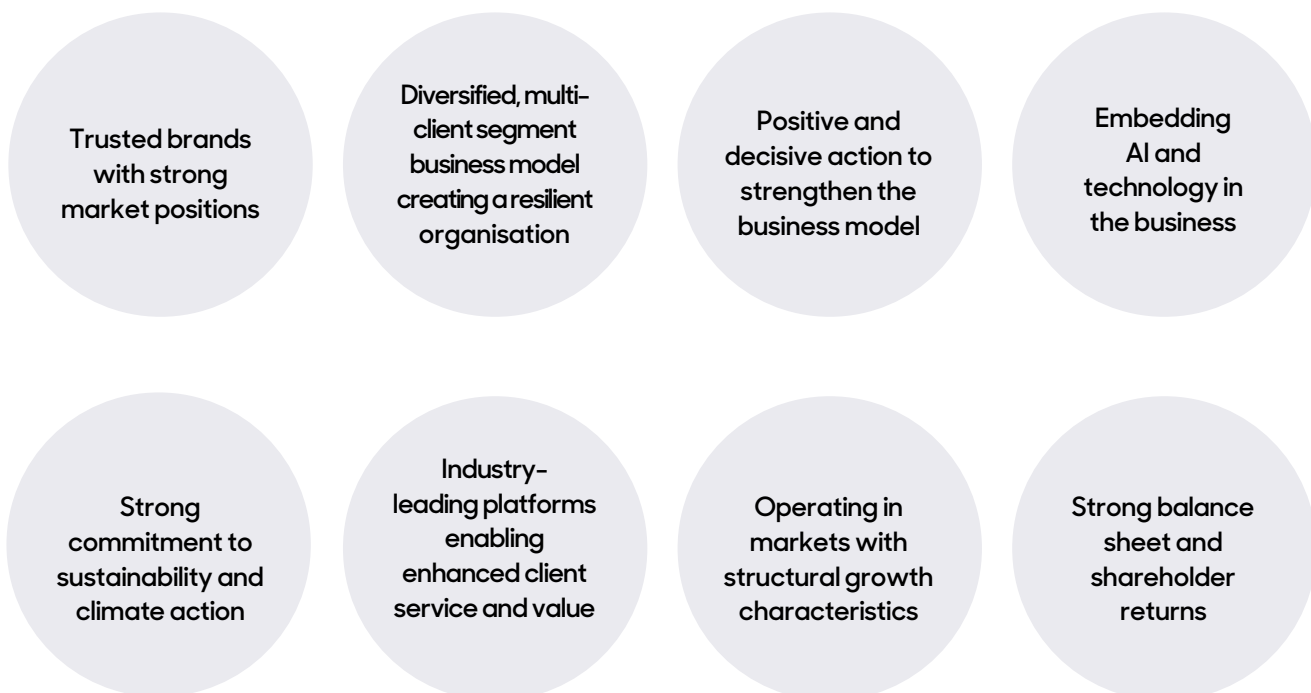 Trusted brands
with strong
market positions
Diversified, multi-
client segment
business model
creating a resilient
organisation
Positive and
decisive action to
strengthen the
business model
Embedding
AI and
technology in
the business
Strong
commitment to
sustainability and
climate action
Industry-
leading platforms
enabling
enhanced client
service and value
Operating in
markets with
structural growth
characteristics
Strong balance
sheet and
shareholder
returns